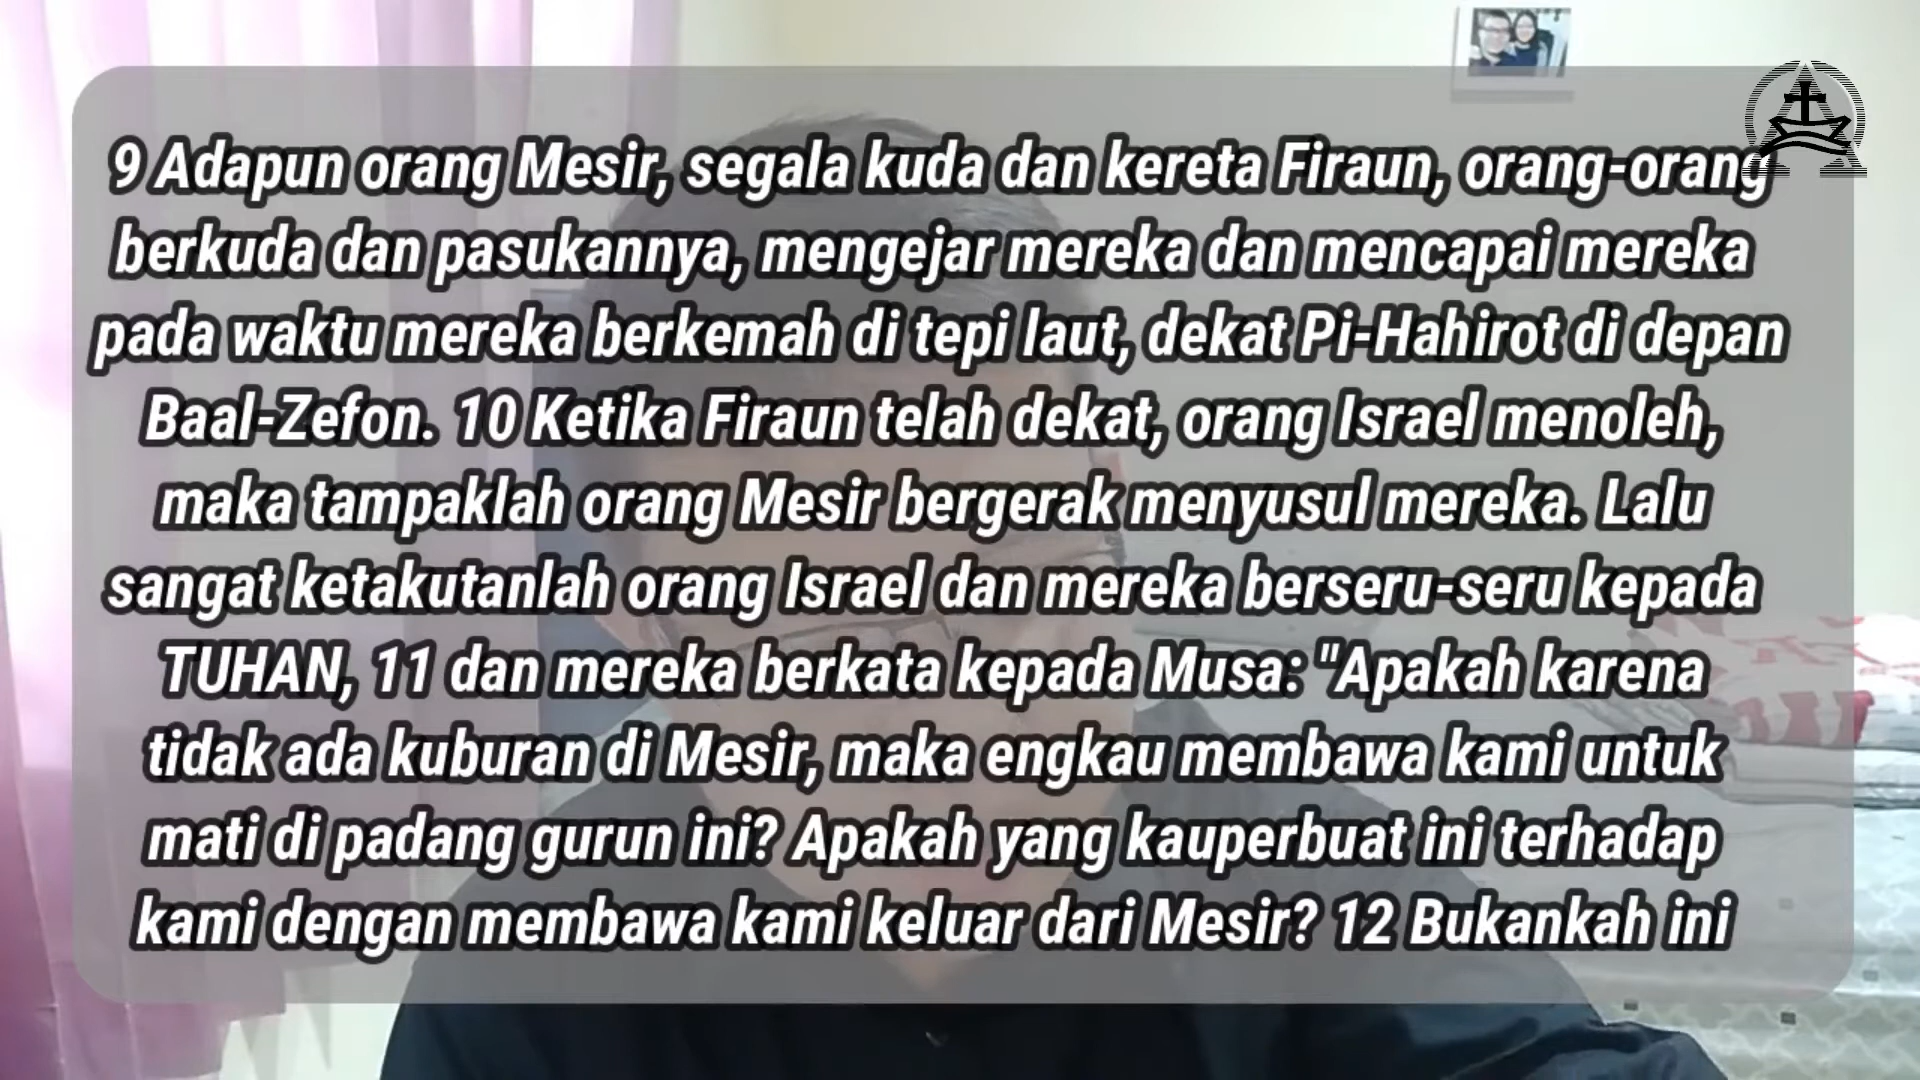 9 Adapun orang Mesir, segala kuda dan kereta Firaun, orang-orang
berkuda dan pasukannya, mengejar mereka dan mencapai mereka
pada waktu mereka berkemah di tepi laut, dekat Pi-Hahirot di depan
Baal-Zefon. 10 Ketika Firaun telah dekat, orang Israel menoleh,
maka tampaklah orang Mesir bergerak menyusul mereka. Lalu
sangat ketakutanlah orang Israel dan mereka berseru-seru kepada
TUHAN, 11 dan mereka berkata kepada Musa: "Apakah karena
tidak ada kuburan di Mesir, maka engkau membawa kami untuk
mati di padang gurun ini? Apakah yang kauperbuat ini terhadap
kami dengan membawa kami keluar dari Mesir? 12 Bukankah ini